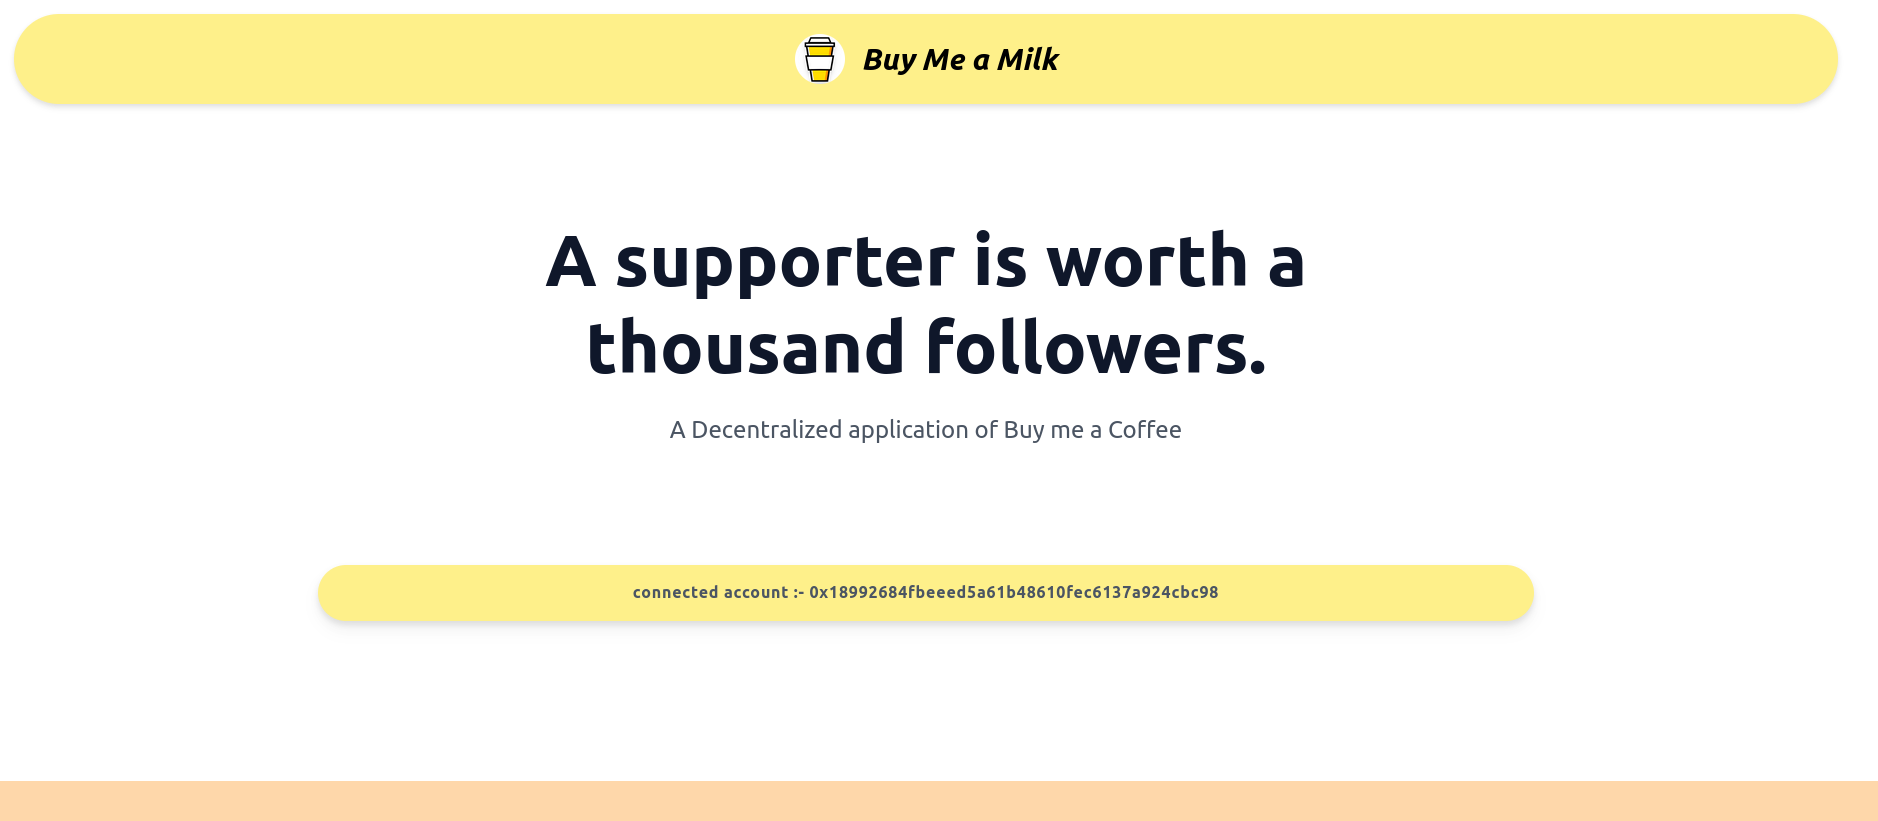 Buy Me a Milk
A supporter is worth a
thousand followers.
A Decentralized application of Buy me a Coffee
connected account :- 0x18992684fbeeed5a61b48610fec6137a924cbc98